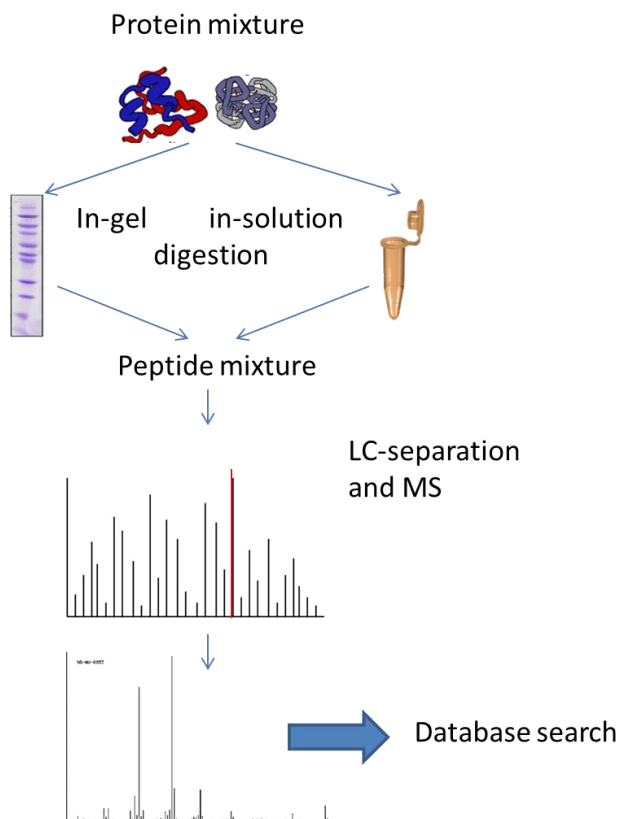 Protein mixture
In-gel in-solution
digestion
Peptide mixture
LC-separation
and MS
Database search